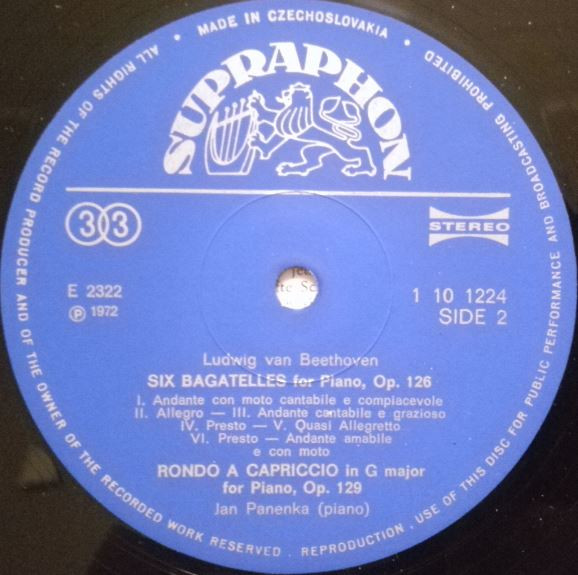 MADE IN CZECHOSLOVAKIA
SUPRAPHON
33
STEREO
E 2322
℗ 1972
1 10 1224
SIDE 2
Ludwig van Beethoven
SIX BAGATELLES for Piano, Op. 126
I. Andante con moto cantabile e compiacevole
II. Allegro — III. Andante cantabile e grazioso
IV. Presto — V. Quasi Allegretto
VI. Presto — Andante amabile
e con moto
RONDO A CAPRICCIO in G major
for Piano, Op. 129
Jan Panenka (piano)
ALL RIGHTS OF THE RECORD PRODUCER AND OF THE OWNER OF THE RECORDED WORK RESERVED . REPRODUCTION . USE OF THIS DISC FOR PUBLIC PERFORMANCE AND BROADCASTING PROHIBITED